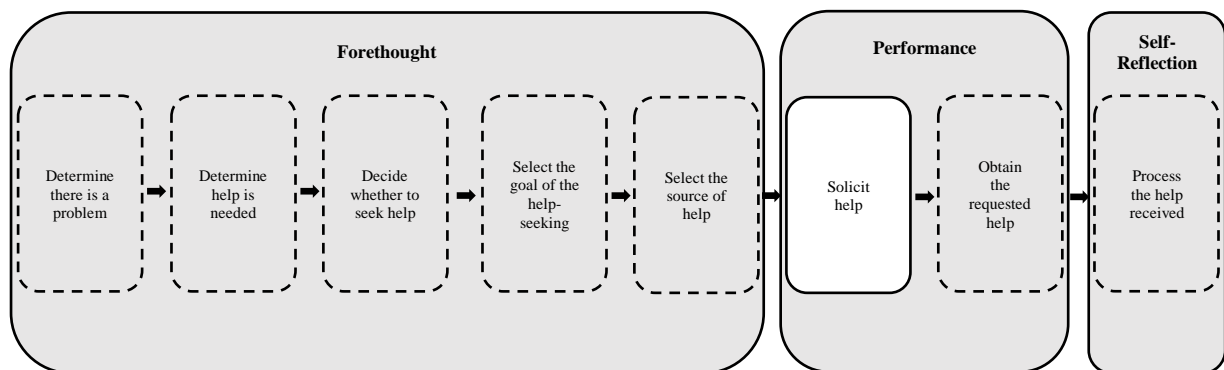 Forethought
Determine
there is a
problem
Determine
help is
needed
Decide
whether to
seek help
Select the
goal of the
help-
seeking
Select the
source of
help
Performance
Solicit
help
Obtain
the
requested
help
Self-
Reflection
Process
the help
received